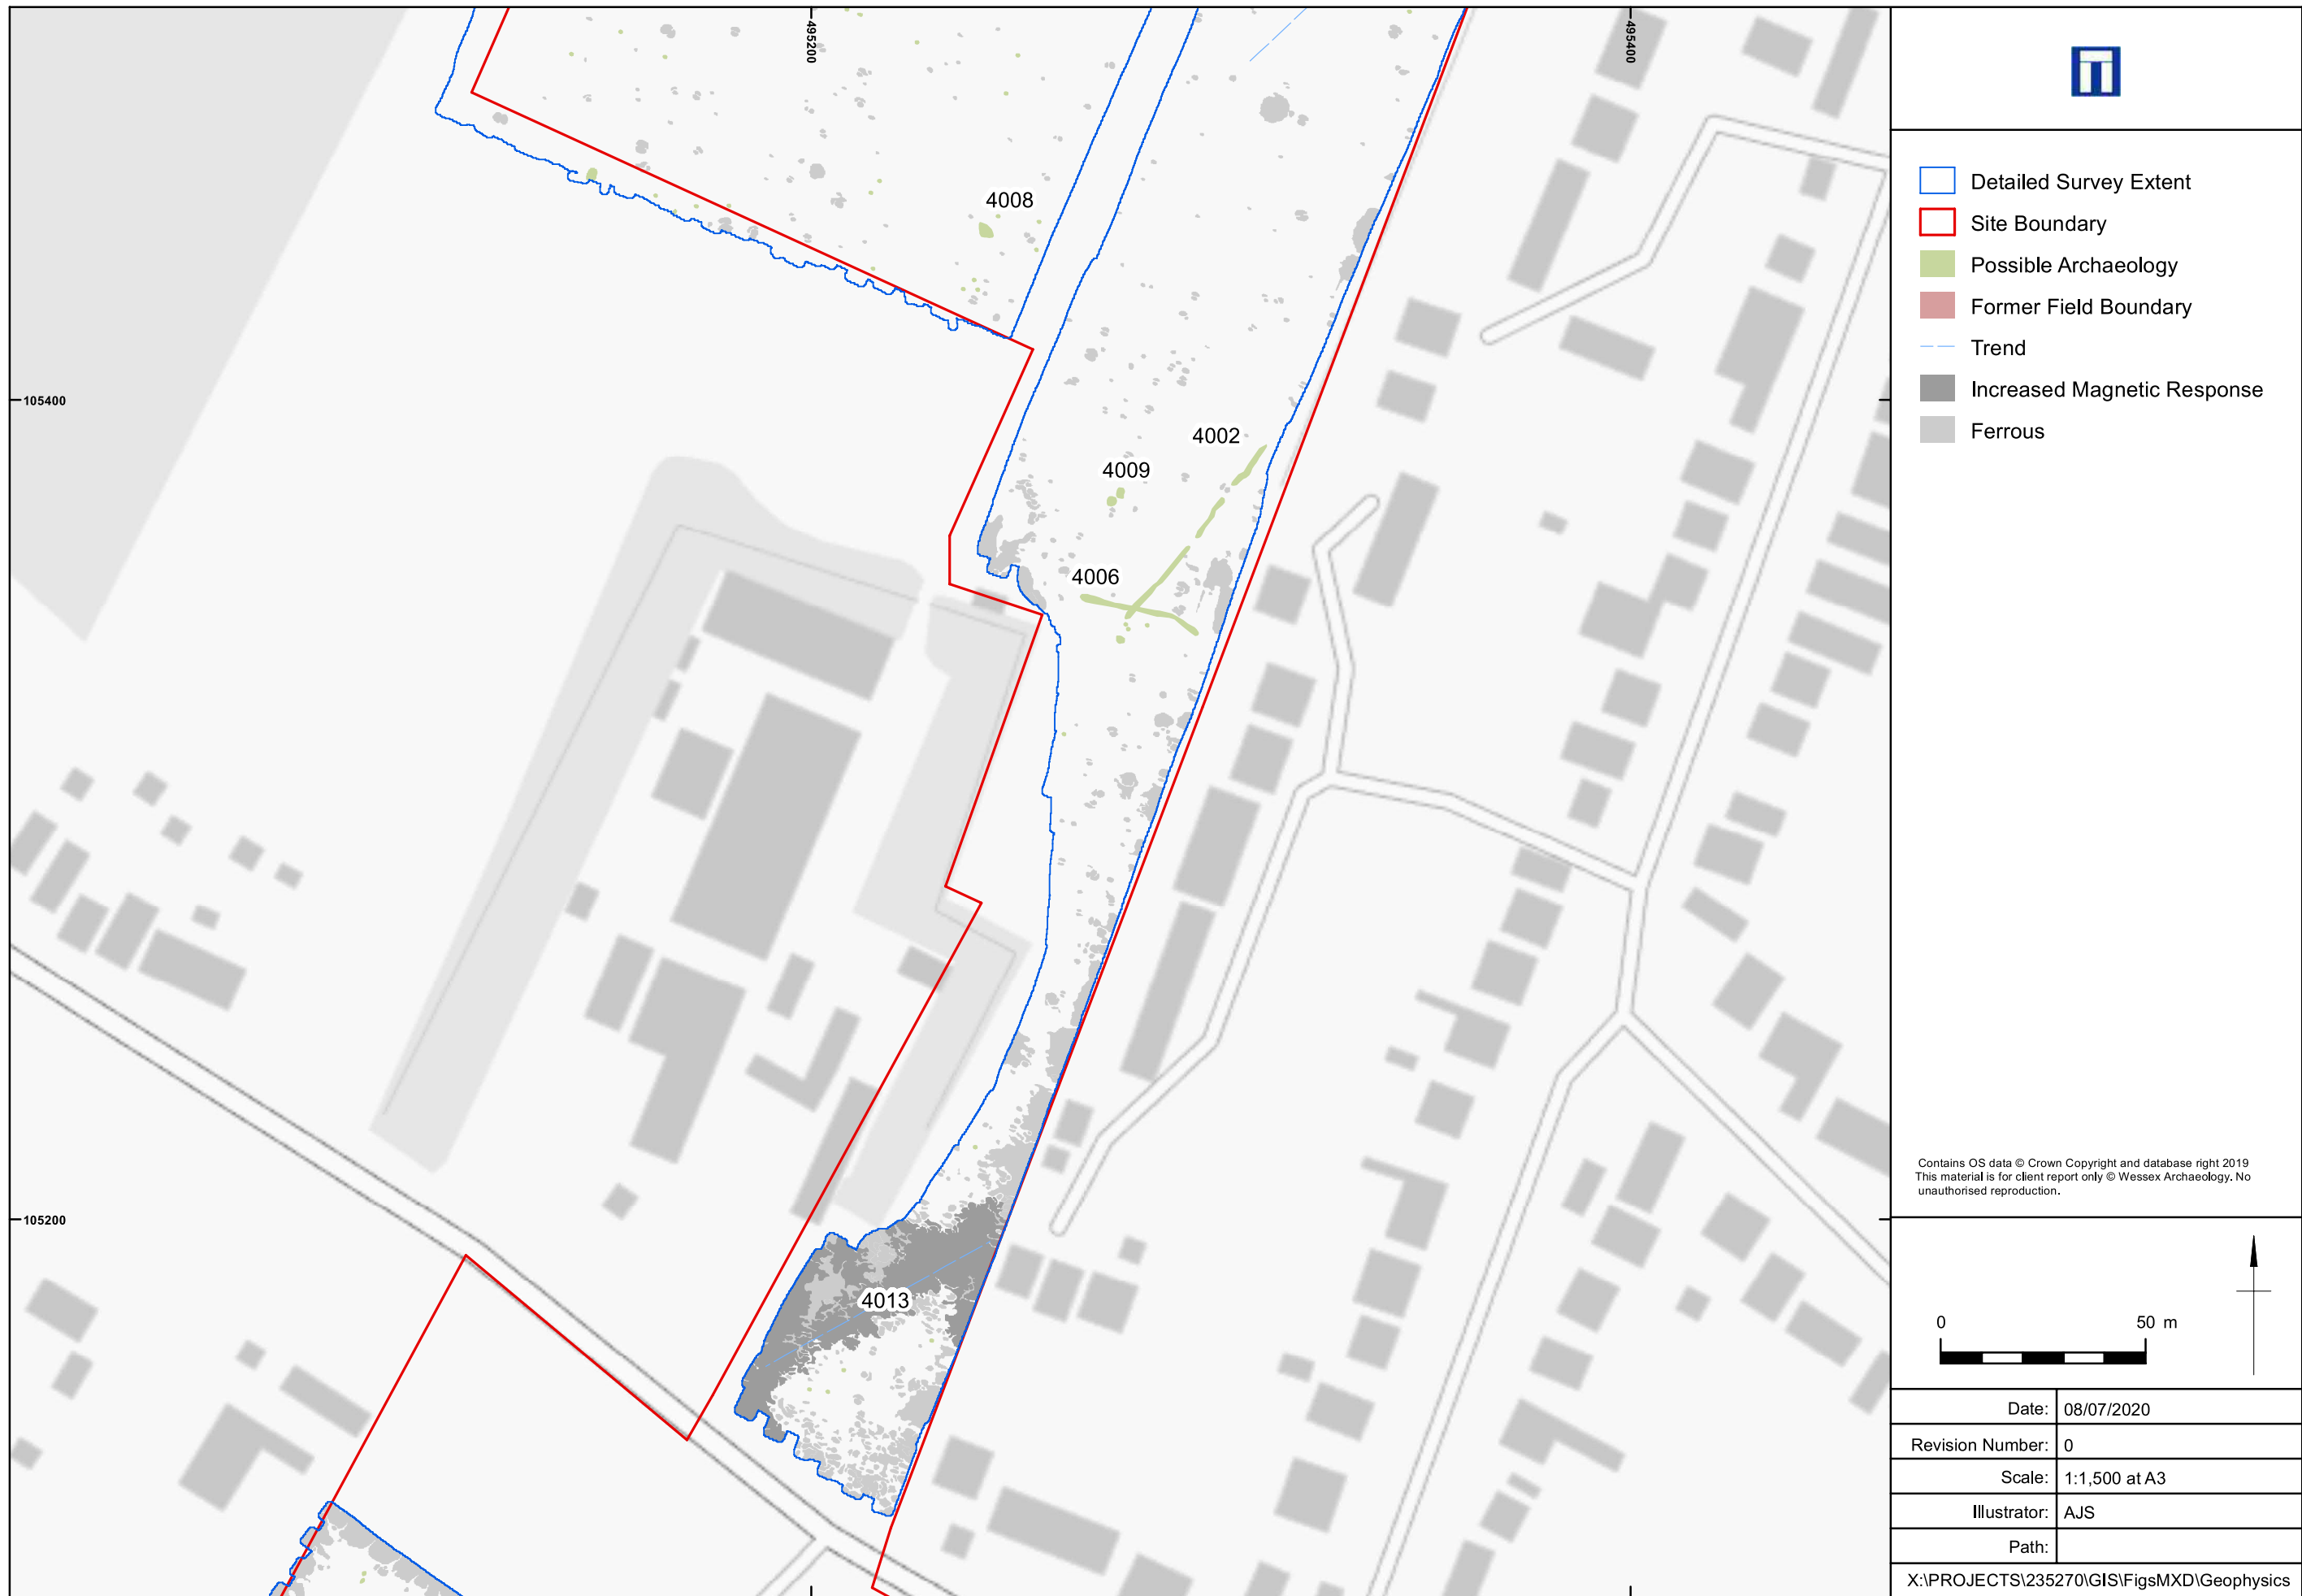 495200
495400
4008
105400
4002
4009
4006
105200
4013
Detailed Survey Extent
Site Boundary
Possible Archaeology
Former Field Boundary
Trend
Increased Magnetic Response
Ferrous
Contains OS data © Crown Copyright and database right 2019
This material is for client report only © Wessex Archaeology. No
unauthorised reproduction.
0 50 m
Date: 08/07/2020
Revision Number: 0
Scale: 1:1,500 at A3
Illustrator: AJS
Path:
X:\PROJECTS\235270\GIS\FigsMXD\Geophysics